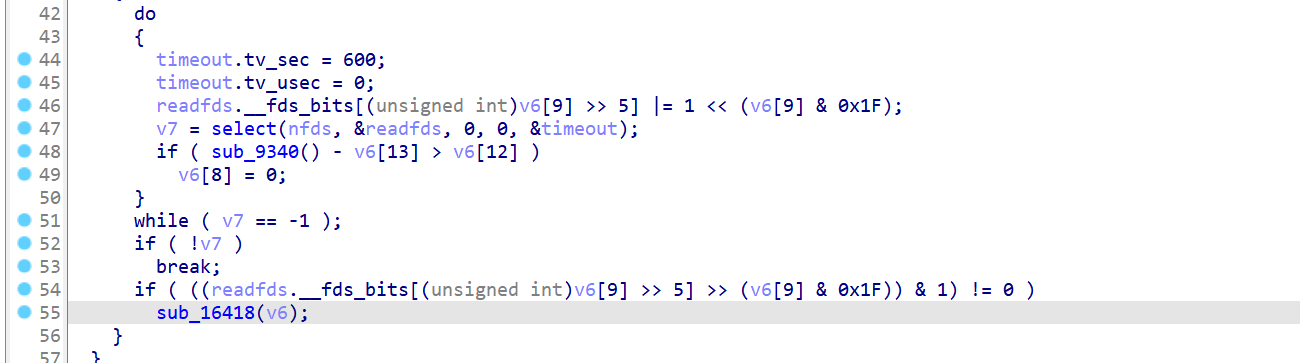 42 do
43 {
44 timeout.tv_sec = 600;
45 timeout.tv_usec = 0;
46 readfds.__fds_bits[(unsigned int)v6[9] >> 5] |= 1 << (v6[9] & 0x1F);
47 v7 = select(nfds, &readfds, 0, 0, &timeout);
48 if ( sub_9340() - v6[13] > v6[12] )
49 v6[8] = 0;
50 }
51 while ( v7 == -1 );
52 if ( !v7 )
53 break;
54 if ( ((readfds.__fds_bits[(unsigned int)v6[9] >> 5] >> (v6[9] & 0x1F)) & 1) != 0 )
55 sub_16418(v6);
56 }
57 }